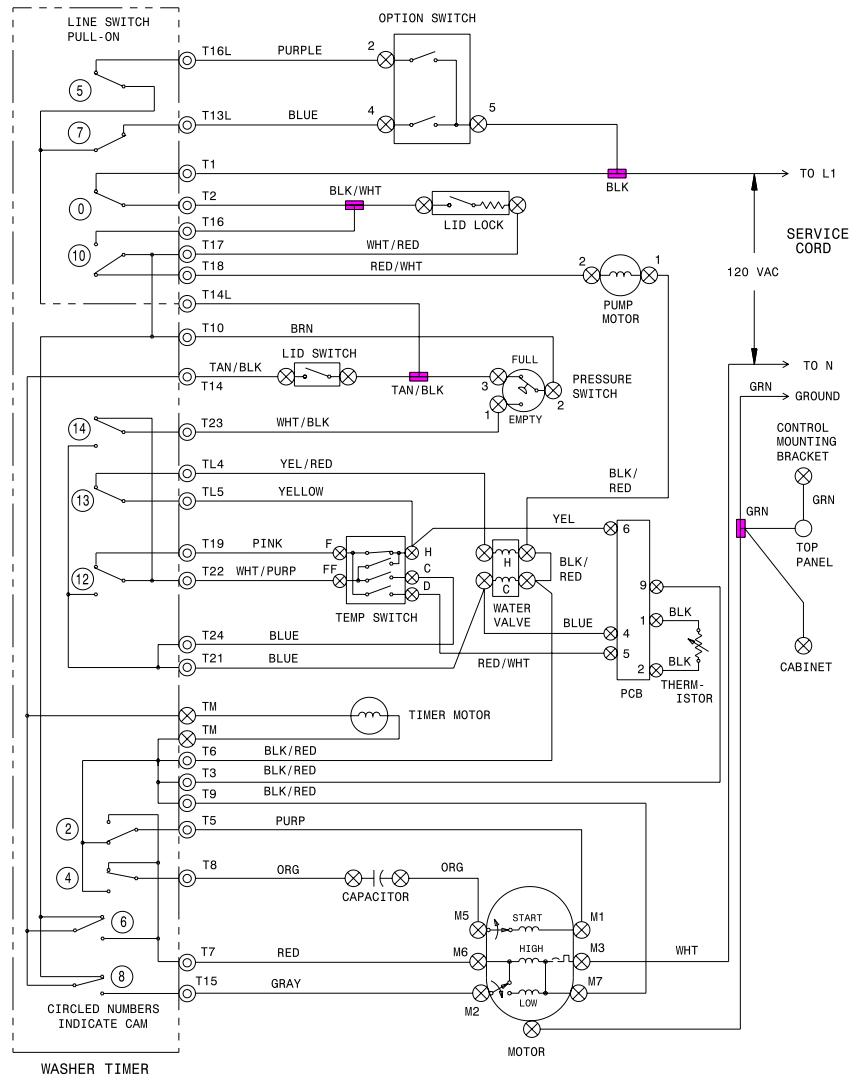 LINE SWITCH
PULL-ON
OPTION SWITCH
T16L PURPLE 2
5
T13L BLUE 4 5
7
T1 BLK TO L1
T2 BLK/WHT
0
LID LOCK
T16
T17 WHT/RED
10
T18 RED/WHT 2 1
PUMP
MOTOR
SERVICE
CORD
120 VAC
T14L
T10 BRN
LID SWITCH
FULL
TAN/BLK
T14
TAN/BLK
3
1
2
EMPTY
PRESSURE
SWITCH
TO N
GRN GROUND
14
T23 WHT/BLK
CONTROL
MOUNTING
BRACKET
GRN
TL4 YEL/RED
BLK/
RED
13
TL5 YELLOW
YEL 6
GRN
TOP
PANEL
T19 PINK F H
12
T22 WHT/PURP FF C
D
TEMP SWITCH
H
C
BLK/
RED
WATER
VALVE
9
1 BLK
BLUE 4
5
2 BLK
RED/WHT
PCB
THERM-
ISTOR
CABINET
T24 BLUE
T21 BLUE
TM
TIMER MOTOR
TM
T6 BLK/RED
T3 BLK/RED
T9 BLK/RED
2
T5 PURP
4
T8 ORG ORG
CAPACITOR
6
M5 START M1
M6 HIGH M3 WHT
T7 RED
8
T15 GRAY
M2 LOW M7
MOTOR
CIRCLED NUMBERS
INDICATE CAM
WASHER TIMER